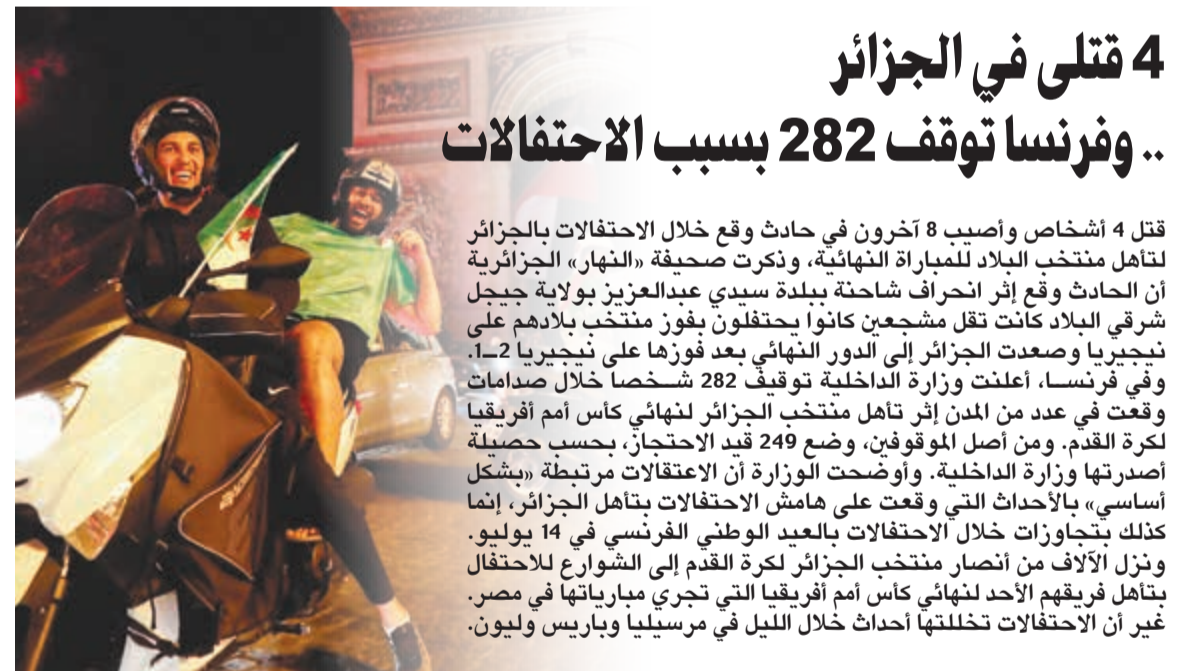 4 قتلى في الجزائر
.. وفرنسا توقف 282 بسبب الاحتفالات
قتل 4 أشخاص وأصيب 8 آخرون في حادث وقع خلال الاحتفالات بالجزائر
لتأهل منتخب البلاد للمباراة النهائية، وذكرت صحيفة «النهار» الجزائرية
أن الحادث وقع إثر انحراف شاحنة ببلدة سيدي عبدالعزيز بولاية جيجل
شرقي البلاد كانت تقل مشجعين كانوا يحتفلون بفوز منتخب بلادهم على
نيجيريا وصعدت الجزائر إلى الدور النهائي بعد فوزها على نيجيريا 2–1.
وفي فرنسـا، أعلنت وزارة الداخلية توقيف 282 شـخصا خلال صدامات
وقعت في عدد من المدن إثر تأهل منتخب الجزائر لنهائي كأس أمم أفريقيا
لكرة القدم. ومن أصل الموقوفين، وضع 249 قيد الاحتجاز، بحسب حصيلة
أصدرتها وزارة الداخلية. وأوضحت الوزارة أن الاعتقالات مرتبطة «بشكل
أساسي» بالأحداث التي وقعت على هامش الاحتفالات بتأهل الجزائر، إنما
كذلك بتجاوزات خلال الاحتفالات بالعيد الوطني الفرنسي في 14 يوليو.
ونزل الآلاف من أنصار منتخب الجزائر لكرة القدم إلى الشوارع للاحتفال
بتأهل فريقهم الأحد لنهائي كأس أمم أفريقيا التي تجري مبارياتها في مصر.
غير أن الاحتفالات تخللتها أحداث خلال الليل في مرسيليا وباريس وليون.